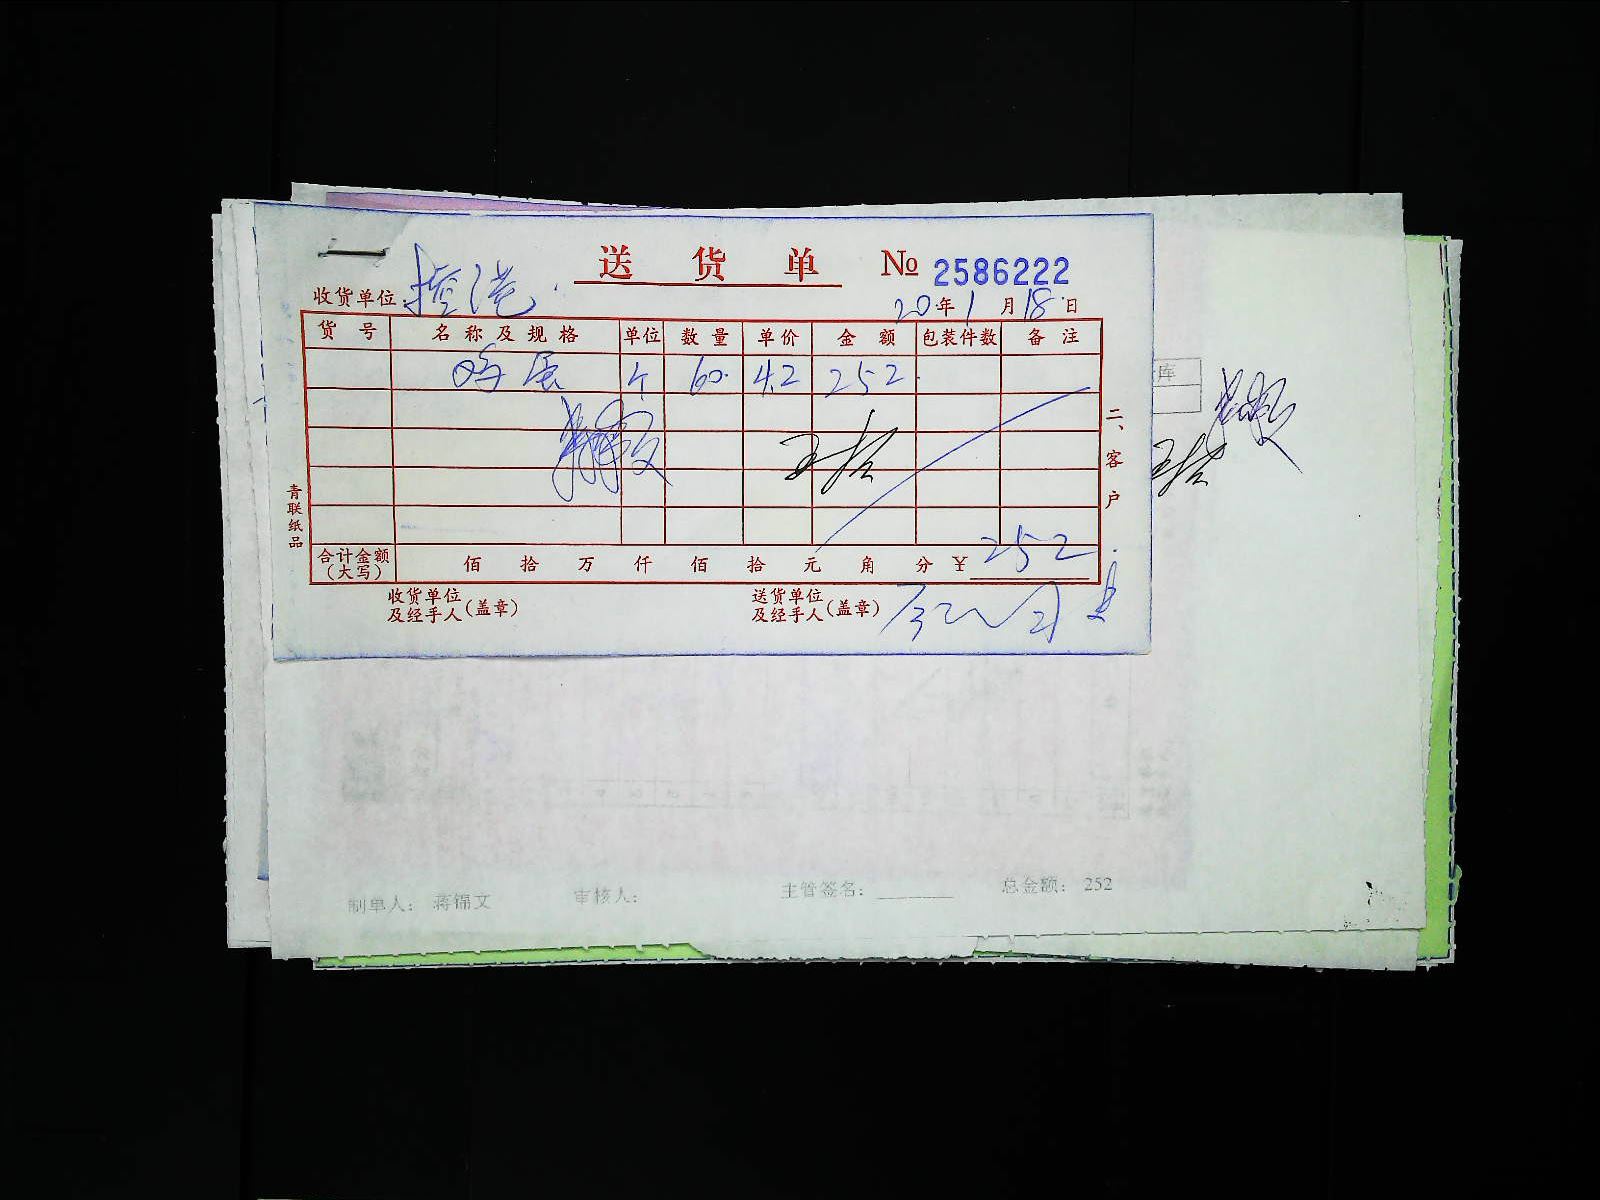 送货单 № 2586222
收货单位
20年1月18日
货号 名称及规格 单位 数量 单价 金额 包装件数 备注
鸡蛋 个 60 4.2 252
库
二、客户
青联纸品
合计金额(大写) 佰 拾 万 仟 佰 拾 元 角 分 ¥ 252
收货单位及经手人(盖章) 送货单位及经手人(盖章)
制单人: 蒋锦文 审核人: 主管签名: 总金额: 252